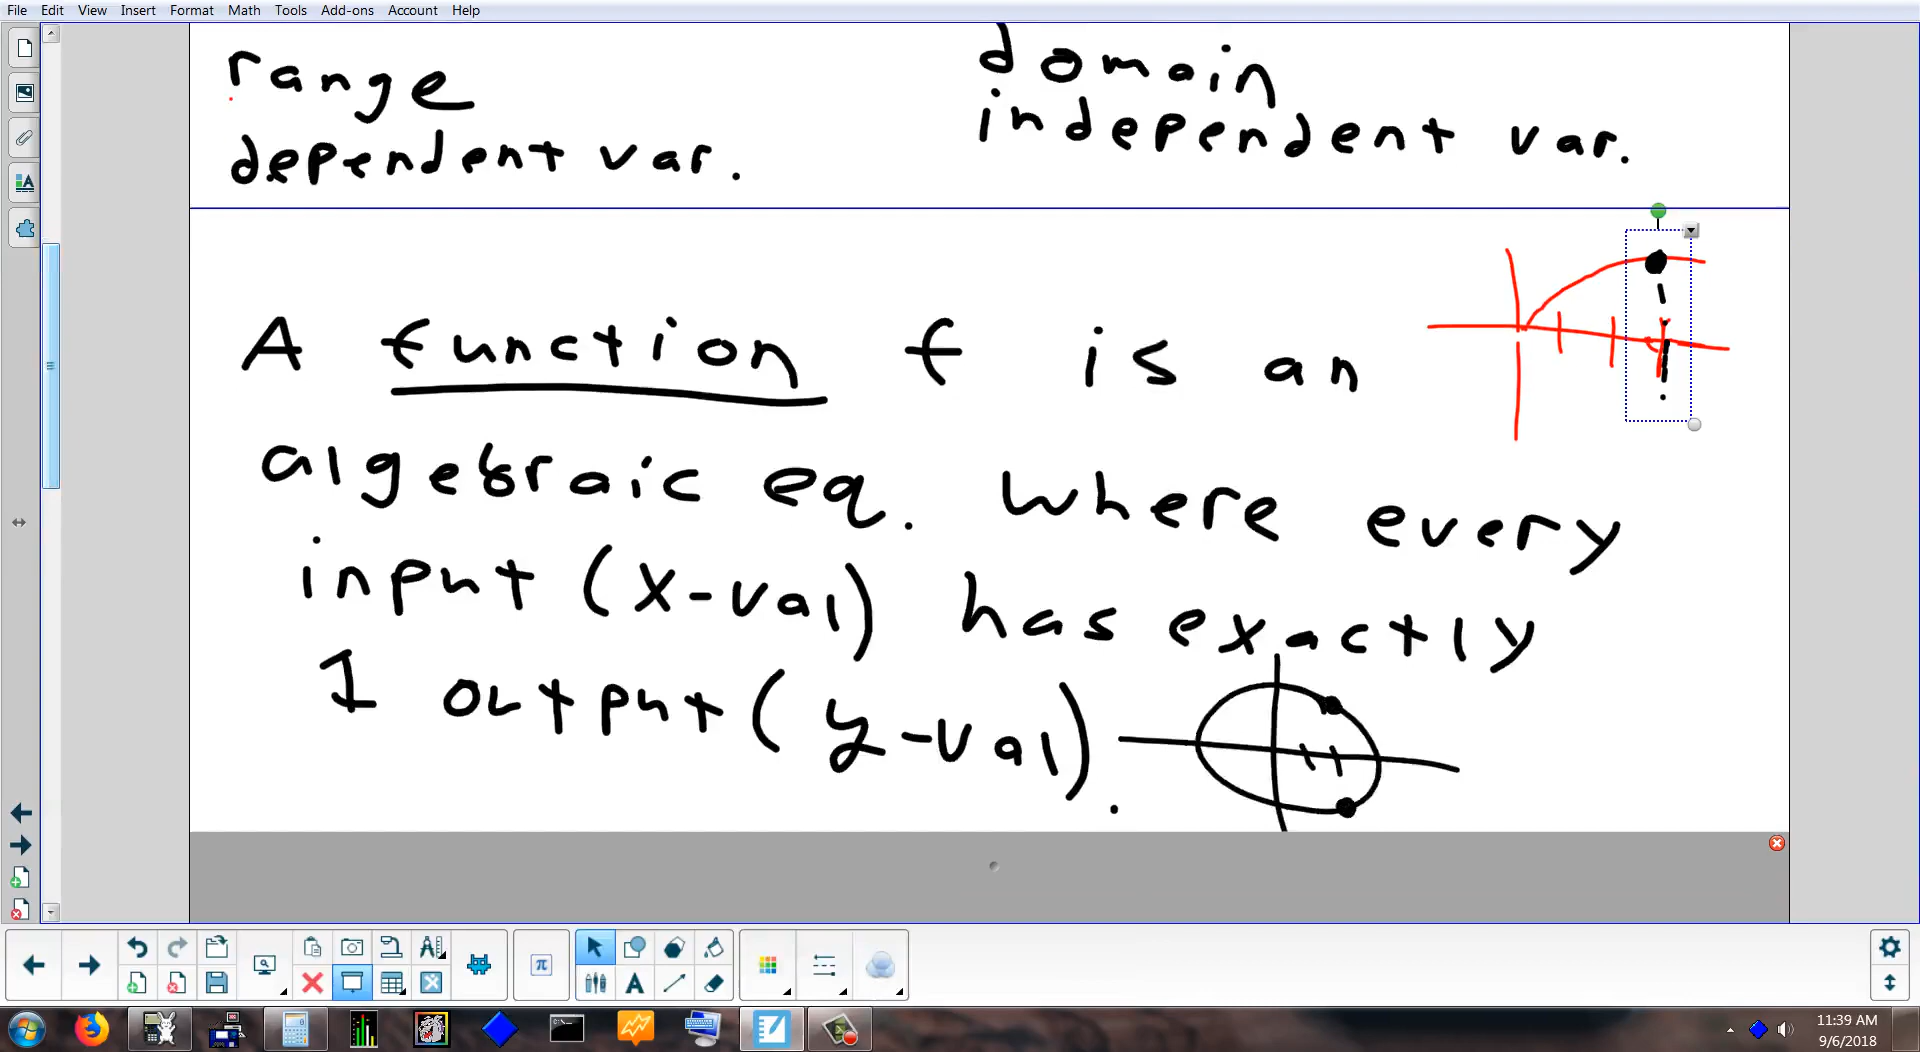 File Edit View Insert Format Math Tools Add-ons Account Help
range
dependent var.
domain
independent var.
A function f is an
algebraic eq. where every
input (x-val) has exactly
1 output (y-val).
11:39 AM
9/6/2018